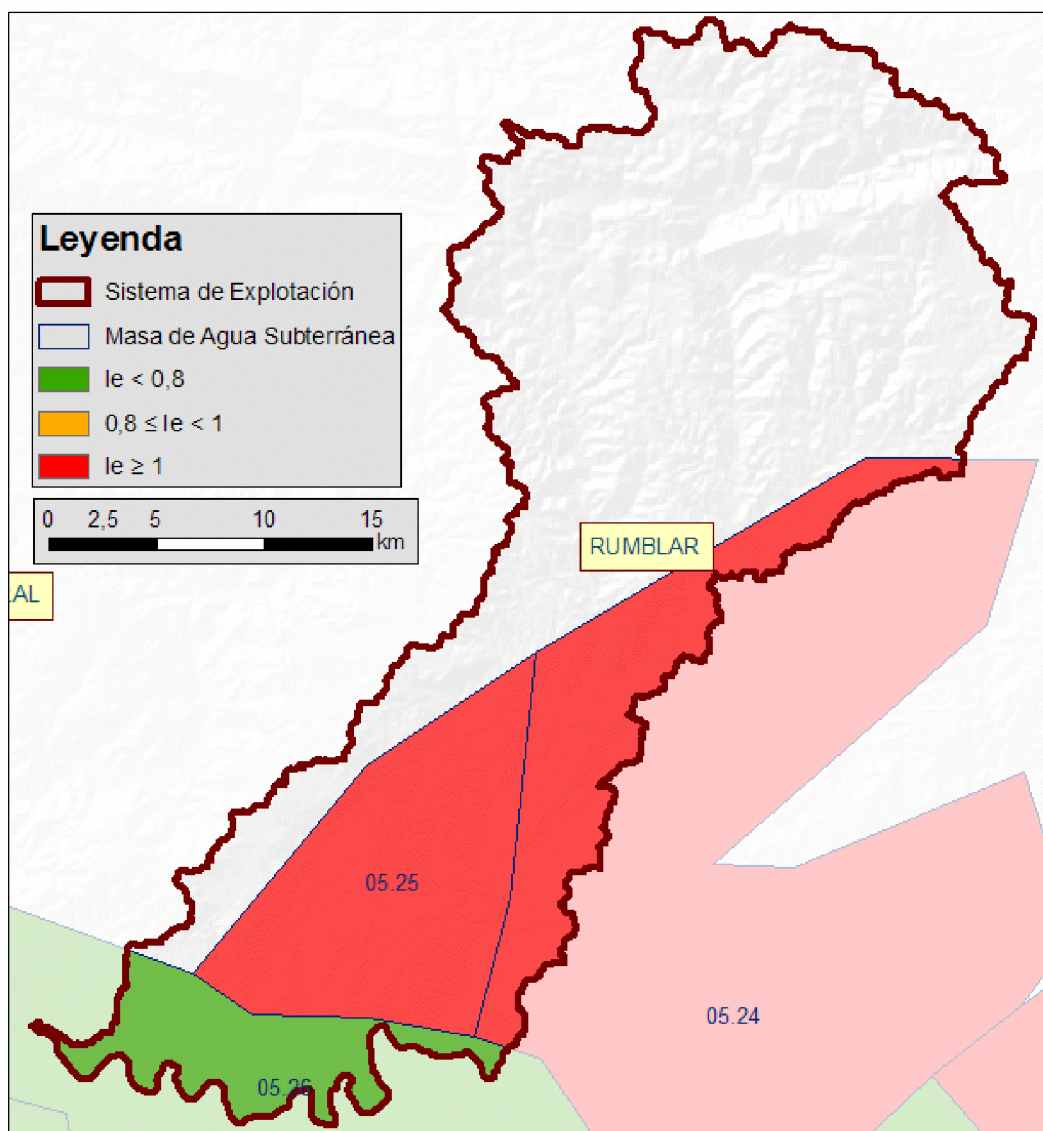 Leyenda
Sistema de Explotación
Masa de Agua Subterránea
Ie < 0,8
0,8 ≤ Ie < 1
Ie ≥ 1
0 2,5 5 10 15
km
RUMBLAR
LAL
05.25
05.24
05.26